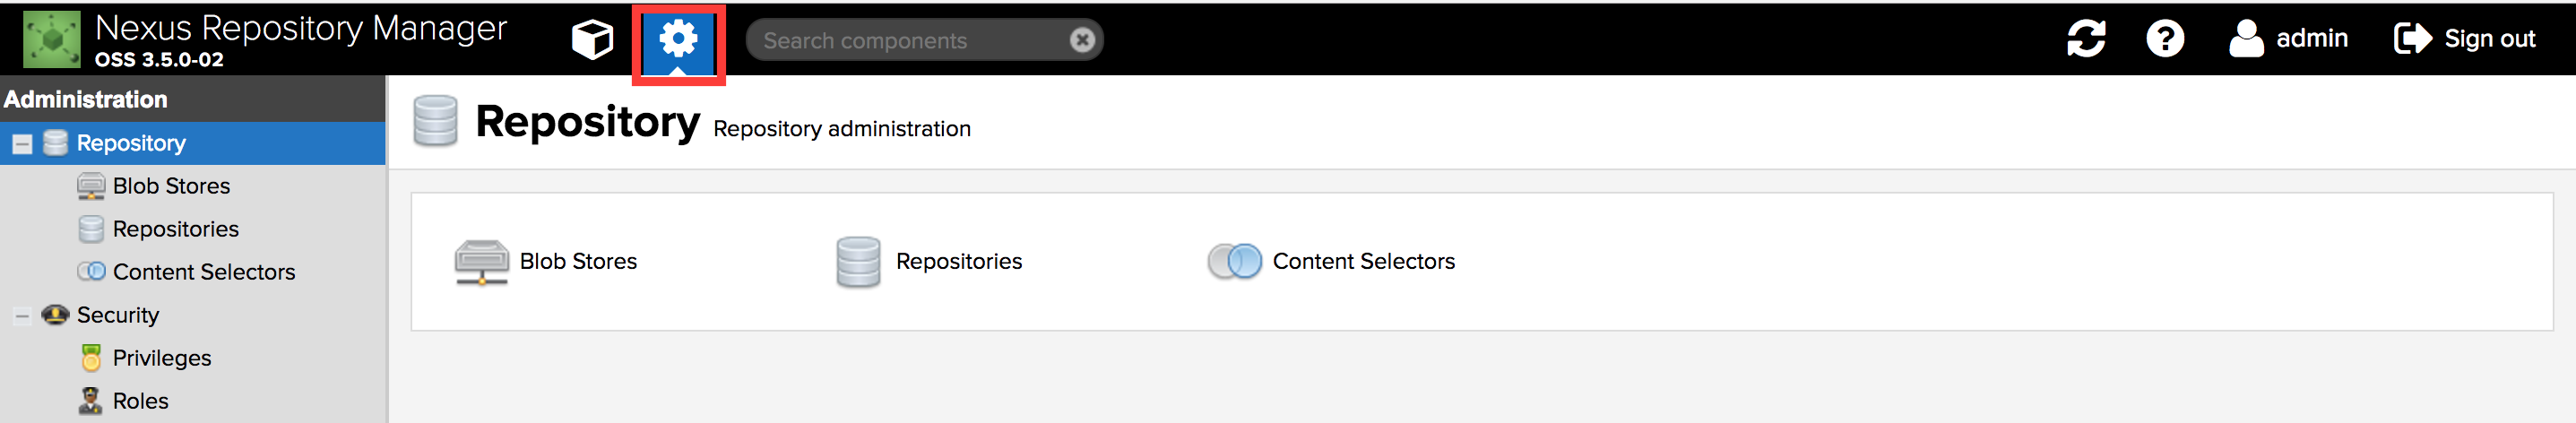 Nexus Repository Manager
OSS 3.5.0-02
Search components
admin
Sign out
Administration
Repository
Blob Stores
Repositories
Content Selectors
Security
Privileges
Roles
Repository Repository administration
Blob Stores
Repositories
Content Selectors